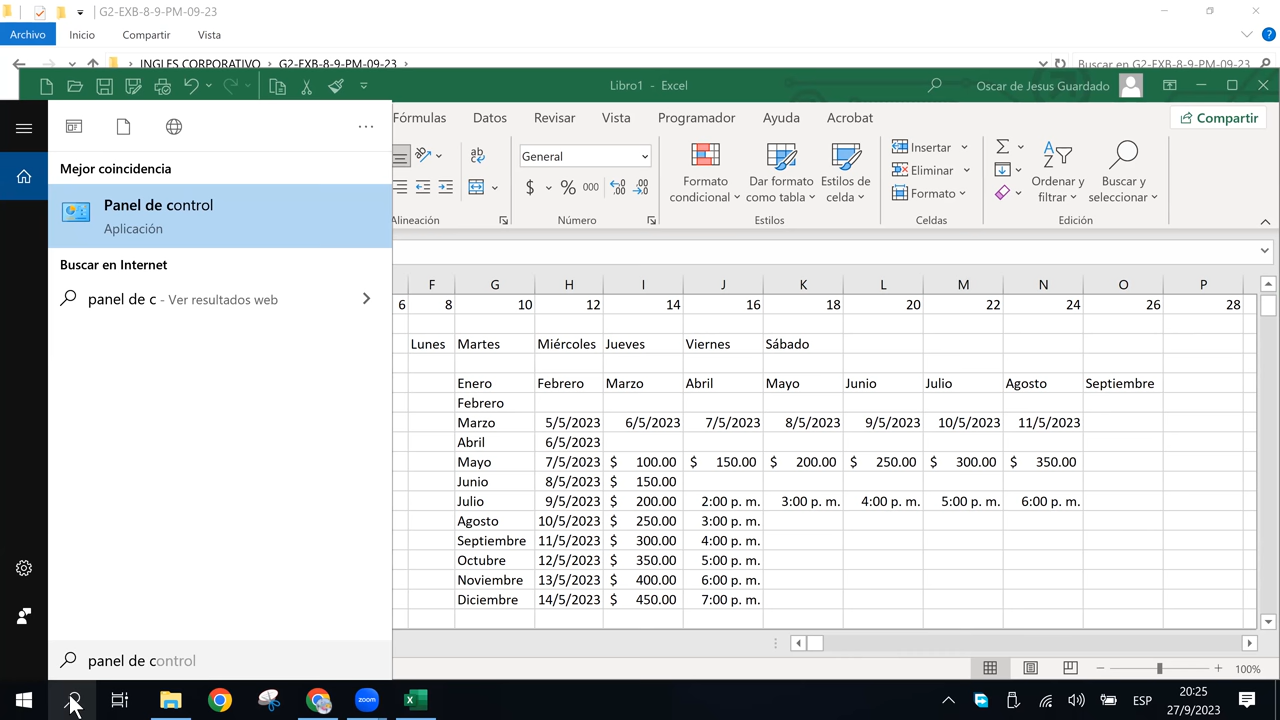 G2-EXB-8-9-PM-09-23
Archivo Inicio Compartir Vista
INGLES CORPORATIVO › G2-EXB-8-9-PM-09-23 ›
Buscar en G2-EXB-8-9-PM-09-23
Libro1 - Excel
Oscar de Jesus Guardado
Fórmulas Datos Revisar Vista Programador Ayuda Acrobat
Compartir
General
$ % 000
Alineación
Número
Formato condicional
Dar formato como tabla
Estilos de celda
Estilos
Insertar
Eliminar
Formato
Celdas
Ordenar y filtrar
Buscar y seleccionar
Edición
Mejor coincidencia
Panel de control
Aplicación
Buscar en Internet
panel de c - Ver resultados web
panel de control
F G H I J K L M N O P
6 8 10 12 14 16 18 20 22 24 26 28
Lunes Martes Miércoles Jueves Viernes Sábado
Enero Febrero Marzo Abril Mayo Junio Julio Agosto Septiembre
Febrero
Marzo 5/5/2023 6/5/2023 7/5/2023 8/5/2023 9/5/2023 10/5/2023 11/5/2023
Abril 6/5/2023
Mayo 7/5/2023 $ 100.00 $ 150.00 $ 200.00 $ 250.00 $ 300.00 $ 350.00
Junio 8/5/2023 $ 150.00
Julio 9/5/2023 $ 200.00 2:00 p. m. 3:00 p. m. 4:00 p. m. 5:00 p. m. 6:00 p. m.
Agosto 10/5/2023 $ 250.00 3:00 p. m.
Septiembre 11/5/2023 $ 300.00 4:00 p. m.
Octubre 12/5/2023 $ 350.00 5:00 p. m.
Noviembre 13/5/2023 $ 400.00 6:00 p. m.
Diciembre 14/5/2023 $ 450.00 7:00 p. m.
100%
zoom
ESP
20:25
27/9/2023